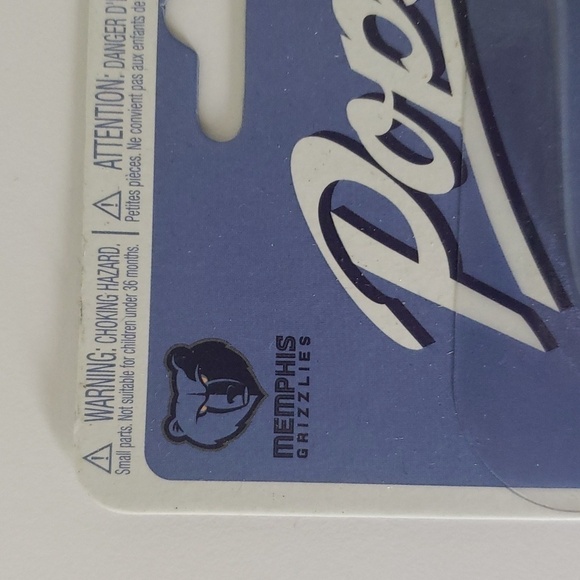 WARNING: CHOKING HAZARD.
Small parts. Not suitable for children under 36 months.
ATTENTION: DANGER D'
Petites pièces. Ne convient pas aux enfants de
Pop
MEMPHIS
GRIZZLIES